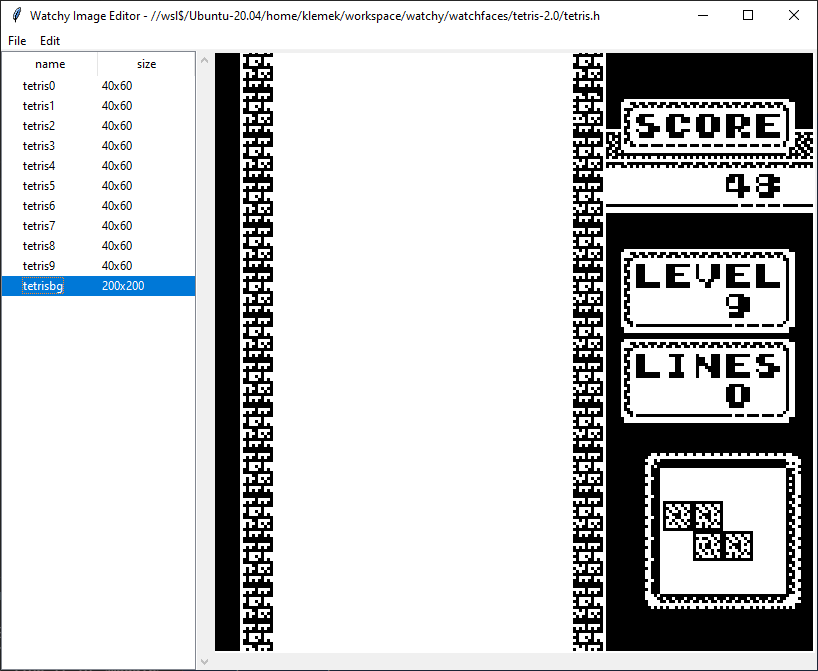 Watchy Image Editor - //wsl$/Ubuntu-20.04/home/klemek/workspace/watchy/watchfaces/tetris-2.0/tetris.h
File Edit
name size
tetris0 40x60
tetris1 40x60
tetris2 40x60
tetris3 40x60
tetris4 40x60
tetris5 40x60
tetris6 40x60
tetris7 40x60
tetris8 40x60
tetris9 40x60
tetrisbg 200x200
SCORE
43
LEVEL
9
LINES
0